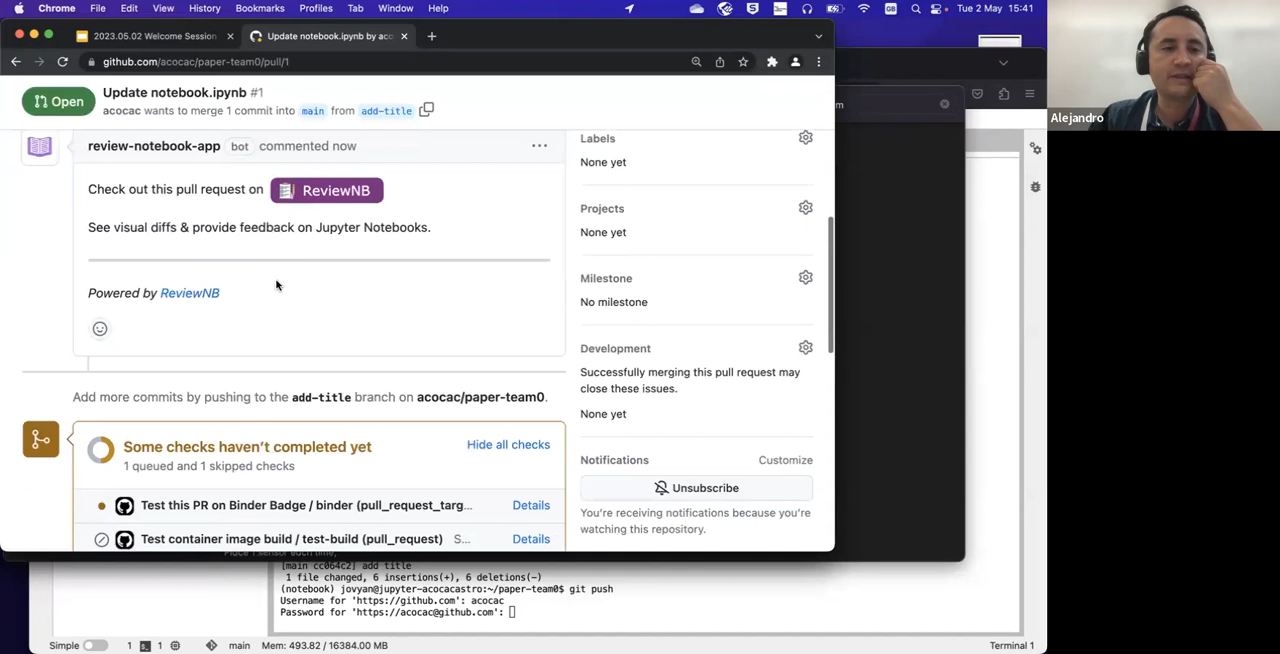 Chrome File Edit View History Bookmarks Profiles Tab Window Help
Tue 2 May 15:41
2023.05.02 Welcome Session
Update notebook.ipynb by aco
github.com/acocac/paper-team0/pull/1
Open
Update notebook.ipynb #1
acocac wants to merge 1 commit into main from add-title
m
Alejandro
review-notebook-app bot commented now
Check out this pull request on ReviewNB
See visual diffs & provide feedback on Jupyter Notebooks.
Powered by ReviewNB
Add more commits by pushing to the add-title branch on acocac/paper-team0.
Some checks haven't completed yet
Hide all checks
1 queued and 1 skipped checks
Test this PR on Binder Badge / binder (pull_request_targ...
Details
Test container image build / test-build (pull_request) S...
Details
Labels
None yet
Projects
None yet
Milestone
No milestone
Development
Successfully merging this pull request may
close these issues.
None yet
Notifications
Customize
Unsubscribe
You're receiving notifications because you're
watching this repository.
[main cc064c2] add title
1 file changed, 6 insertions(+), 6 deletions(-)
(notebook) jovyan@jupyter-acocacastro:~/paper-team0$ git push
Username for 'https://github.com': acocac
Password for 'https://acocac@github.com':
Simple 1 1 main Mem: 493.82 / 16384.00 MB
Terminal 1